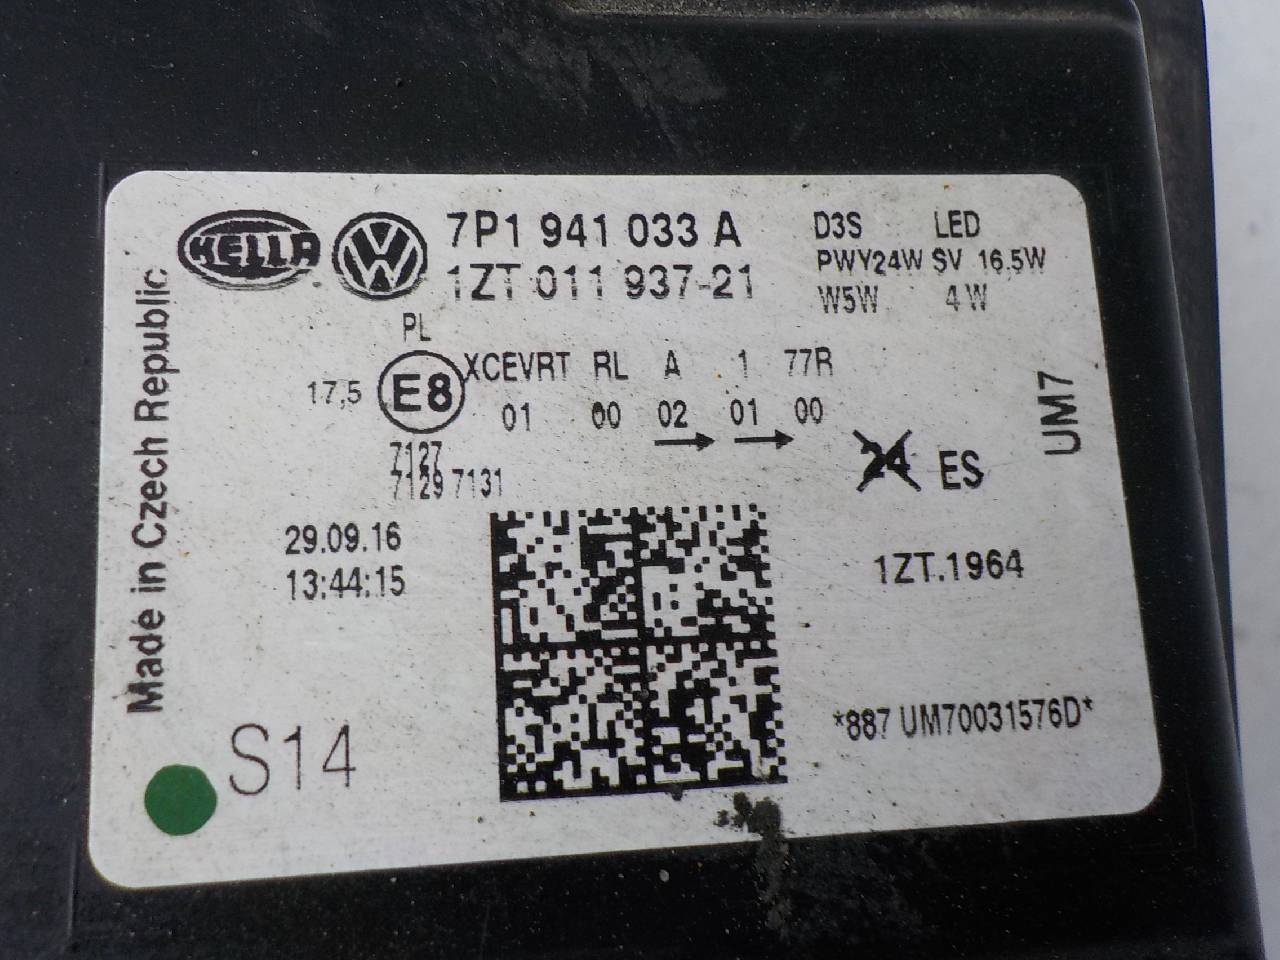 HELLA
7P1 941 033 A
1ZT 011 937-21
D3S LED
PWY24W SV 16.5W
W5W 4W
PL
17,5 E8 XCEVRT RL A 1 77R
01 00 02 01 00
7127
7129 7131
24 ES
UM7
29.09.16
13:44:15
1ZT.1964
*887 UM70031576D*
S14
Made in Czech Republic